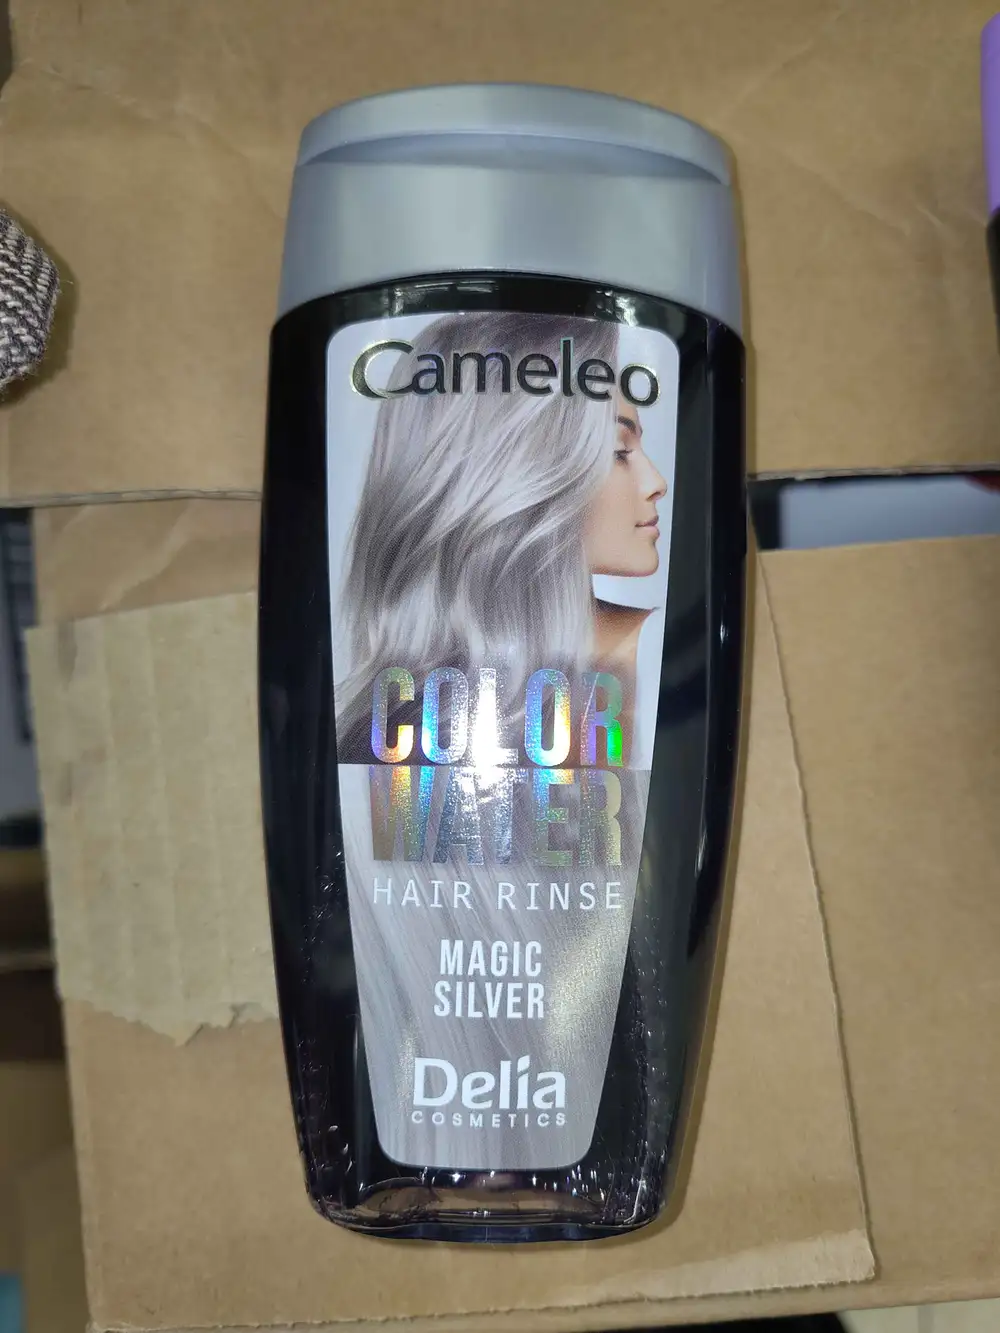 Cameleo
COLOR
WATER
HAIR RINSE
MAGIC
SILVER
Delia
COSMETICS